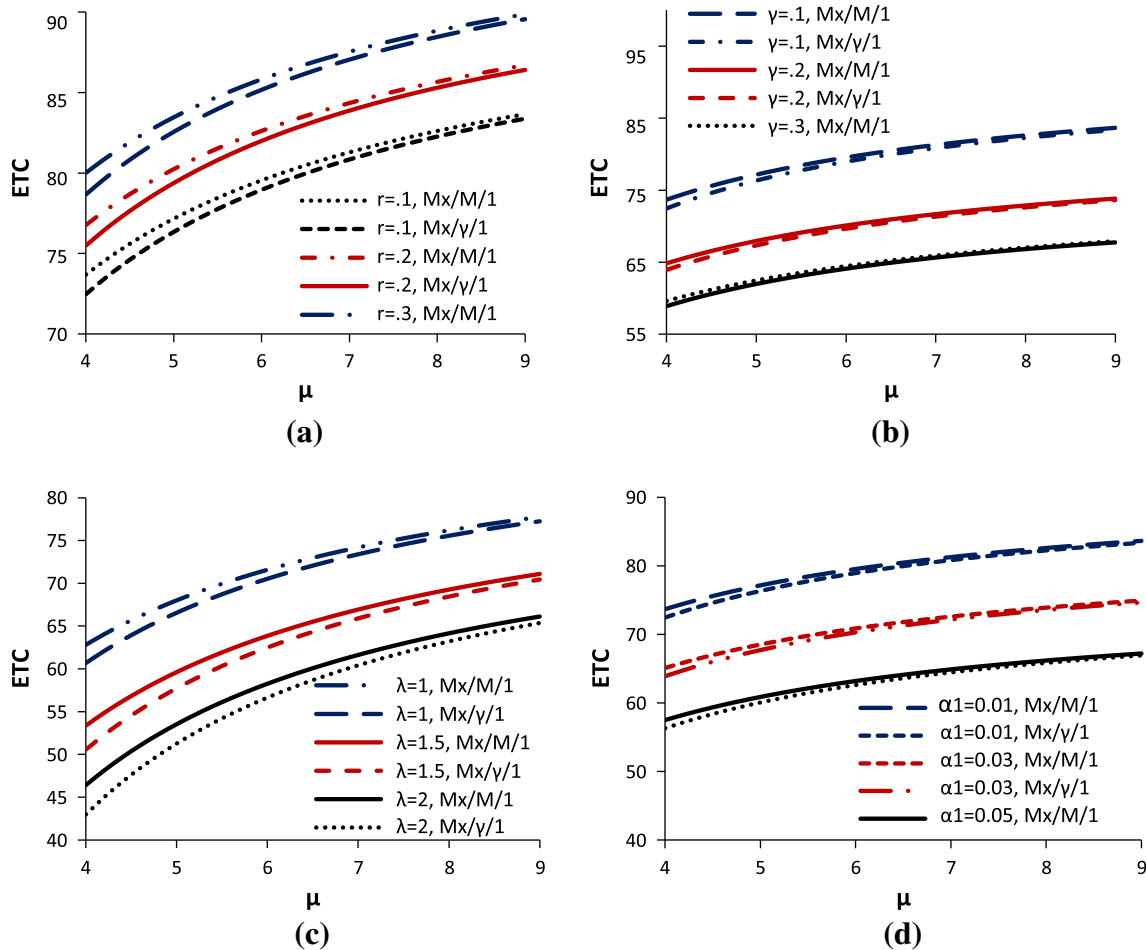 90
85
80
75
70
ETC
r=.1, Mx/M/1
r=.1, Mx/γ/1
r=.2, Mx/M/1
r=.2, Mx/γ/1
r=.3, Mx/M/1
4 5 6 7 8 9
μ
(a)
95
85
75
65
55
ETC
γ=.1, Mx/M/1
γ=.1, Mx/γ/1
γ=.2, Mx/M/1
γ=.2, Mx/γ/1
γ=.3, Mx/M/1
4 5 6 7 8 9
μ
(b)
80
75
70
65
60
55
50
45
40
ETC
λ=1, Mx/M/1
λ=1, Mx/γ/1
λ=1.5, Mx/M/1
λ=1.5, Mx/γ/1
λ=2, Mx/M/1
λ=2, Mx/γ/1
4 5 6 7 8 9
μ
(c)
90
80
70
60
50
40
ETC
α1=0.01, Mx/M/1
α1=0.01, Mx/γ/1
α1=0.03, Mx/M/1
α1=0.03, Mx/γ/1
α1=0.05, Mx/M/1
4 5 6 7 8 9
μ
(d)